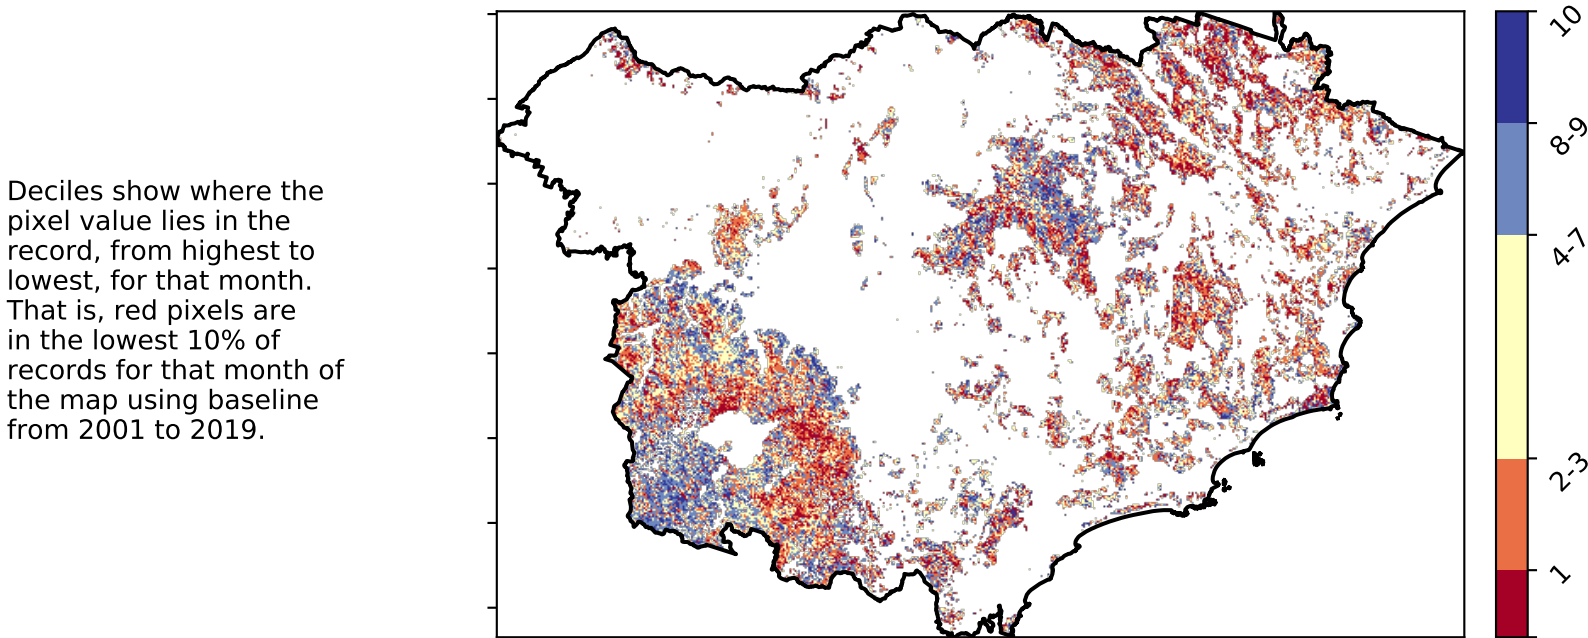 Deciles show where the
pixel value lies in the
record, from highest to
lowest, for that month.
That is, red pixels are
in the lowest 10% of
records for that month of
the map using baseline
from 2001 to 2019.
10
8-9
4-7
2-3
1